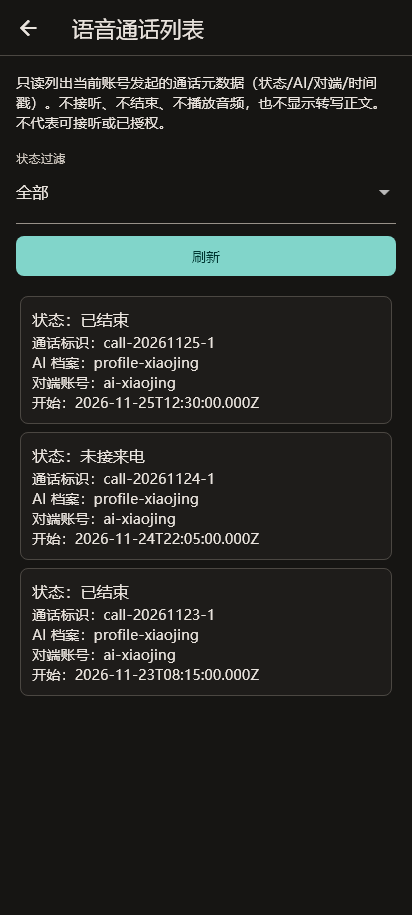 语音通话列表
只读列出当前账号发起的通话元数据（状态/AI/对端/时间
戳）。不接听、不结束、不播放音频，也不显示转写正文。
不代表可接听或已授权。
状态过滤
全部
刷新
状态：已结束
通话标识：call-20261125-1
AI 档案：profile-xiaojing
对端账号：ai-xiaojing
开始：2026-11-25T12:30:00.000Z
状态：未接来电
通话标识：call-20261124-1
AI 档案：profile-xiaojing
对端账号：ai-xiaojing
开始：2026-11-24T22:05:00.000Z
状态：已结束
通话标识：call-20261123-1
AI 档案：profile-xiaojing
对端账号：ai-xiaojing
开始：2026-11-23T08:15:00.000Z